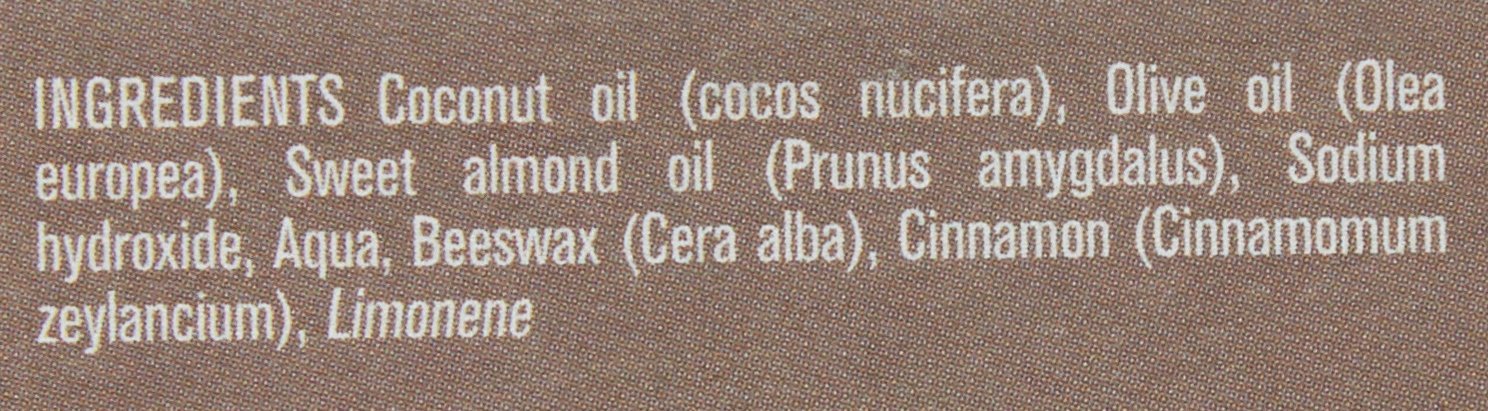 INGREDIENTS Coconut oil (cocos nucifera), Olive oil (Olea
europea), Sweet almond oil (Prunus amygdalus), Sodium
hydroxide, Aqua, Beeswax (Cera alba), Cinnamon (Cinnamomum
zeylancium), Limonene